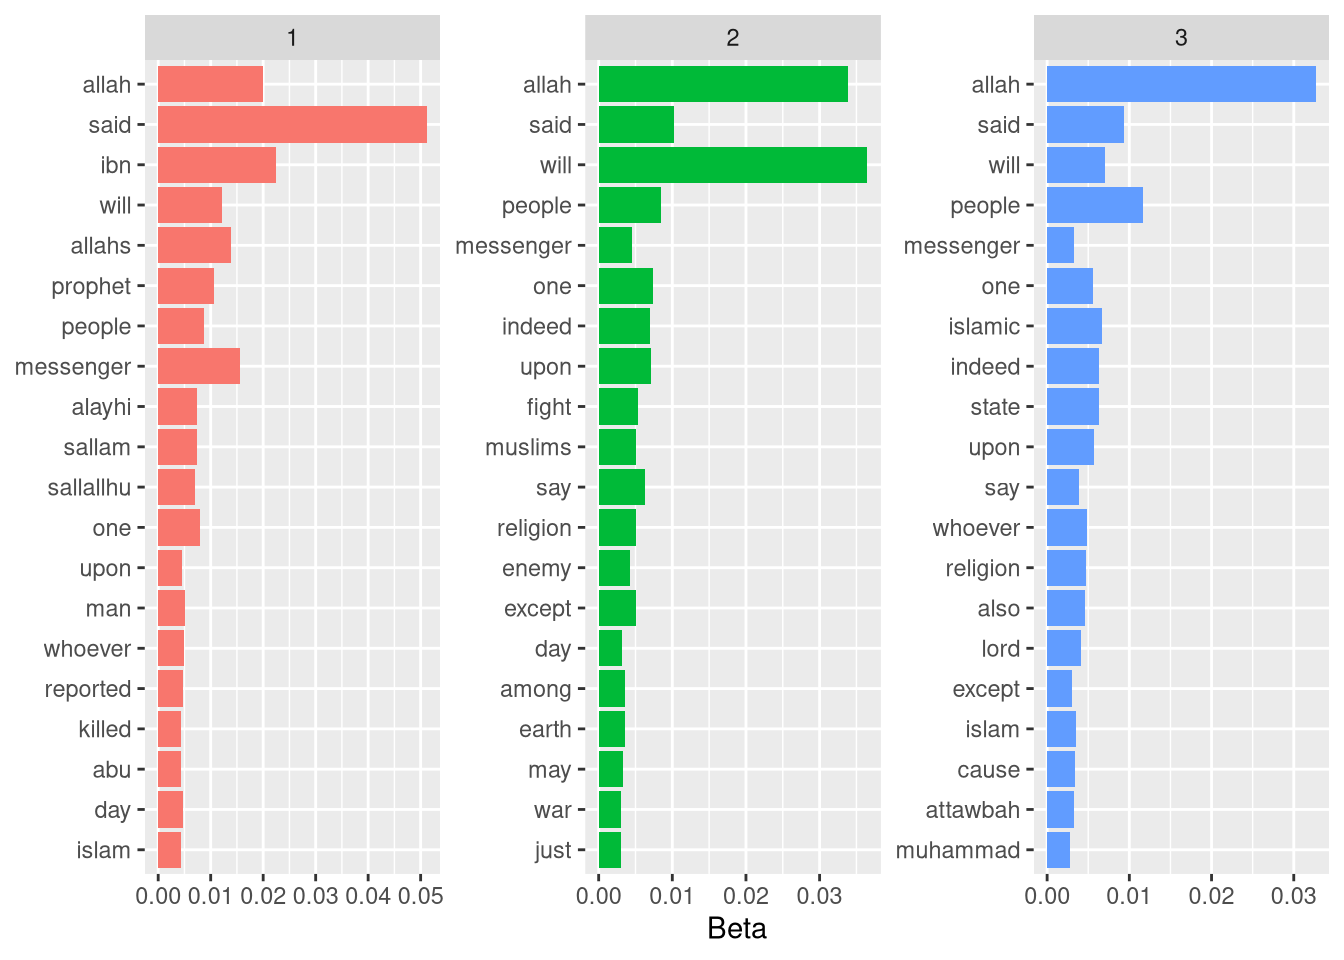 1
allah
said
ibn
will
allahs
prophet
people
messenger
alayhi
sallam
sallallhu
one
upon
man
whoever
reported
killed
abu
day
islam
0.00 0.01 0.02 0.03 0.04 0.05
2
allah
said
will
people
messenger
one
indeed
upon
fight
muslims
say
religion
enemy
except
day
among
earth
may
war
just
0.00 0.01 0.02 0.03
3
allah
said
will
people
messenger
one
islamic
indeed
state
upon
say
whoever
religion
also
lord
except
islam
cause
attawbah
muhammad
0.00 0.01 0.02 0.03
Beta